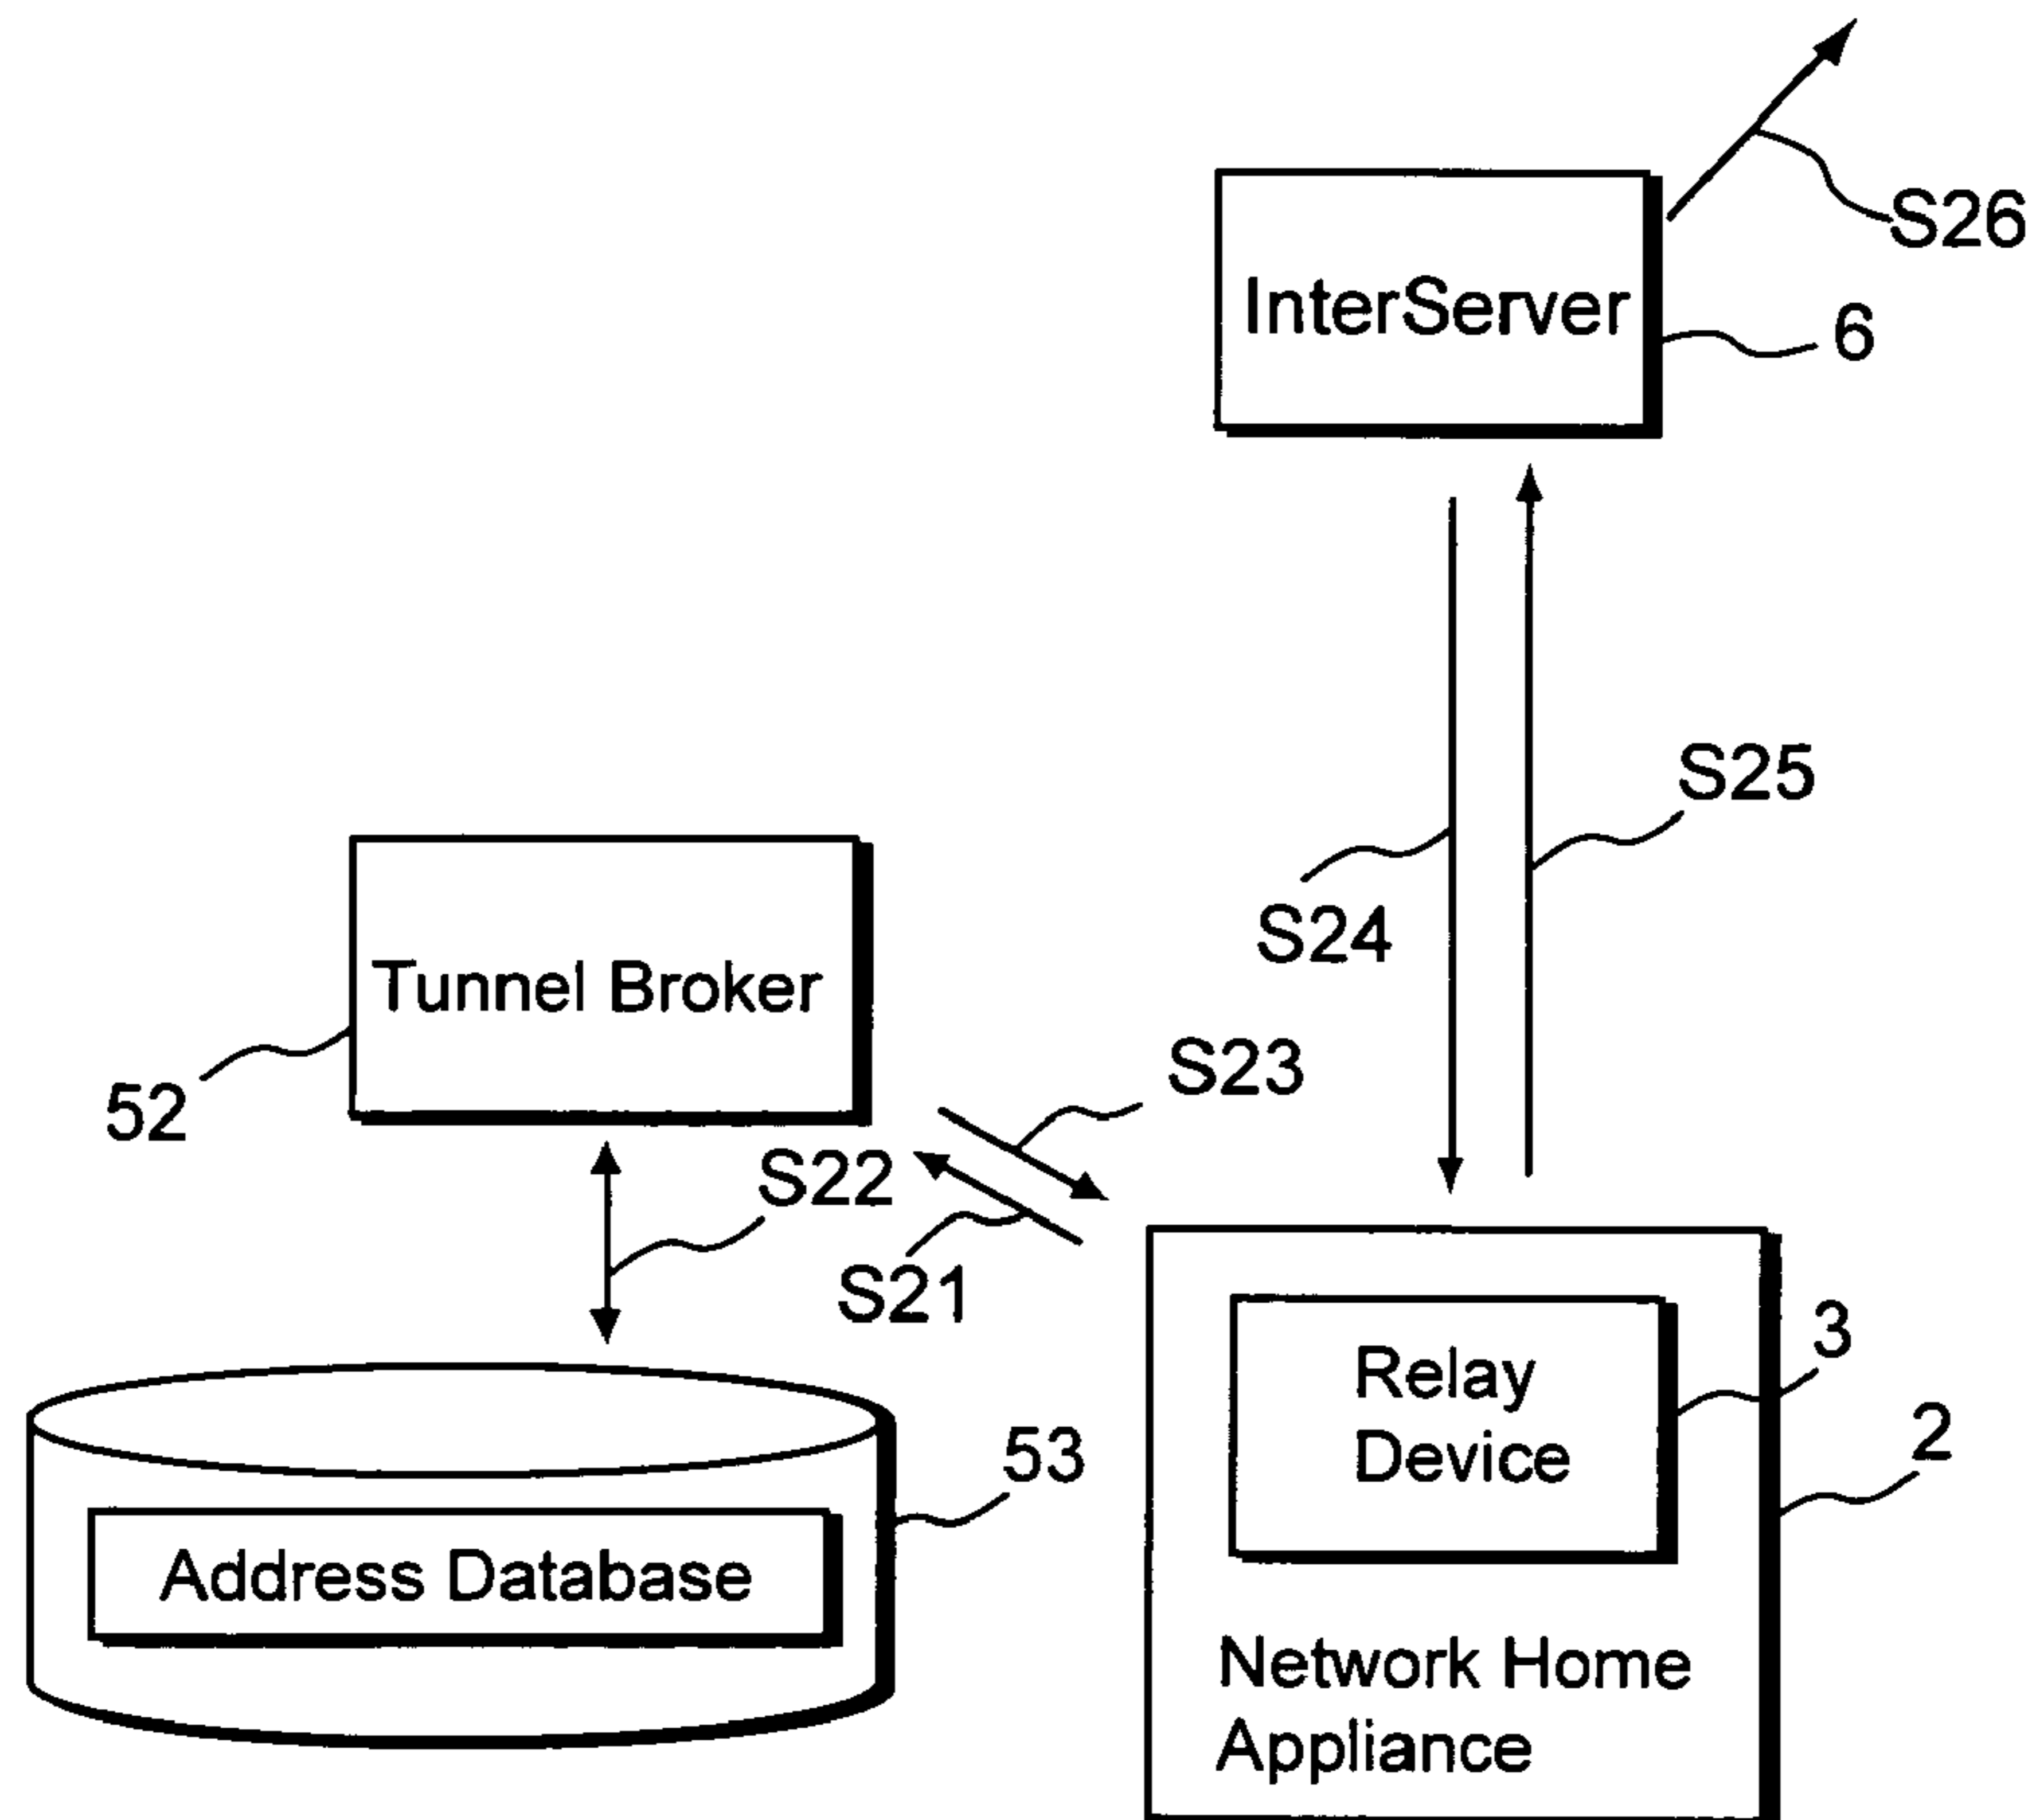 S26
InterServer
6
S25
S24
Tunnel Broker
52
S23
S22
S21
3
Relay
Device
2
53
Address Database
Network Home
Appliance